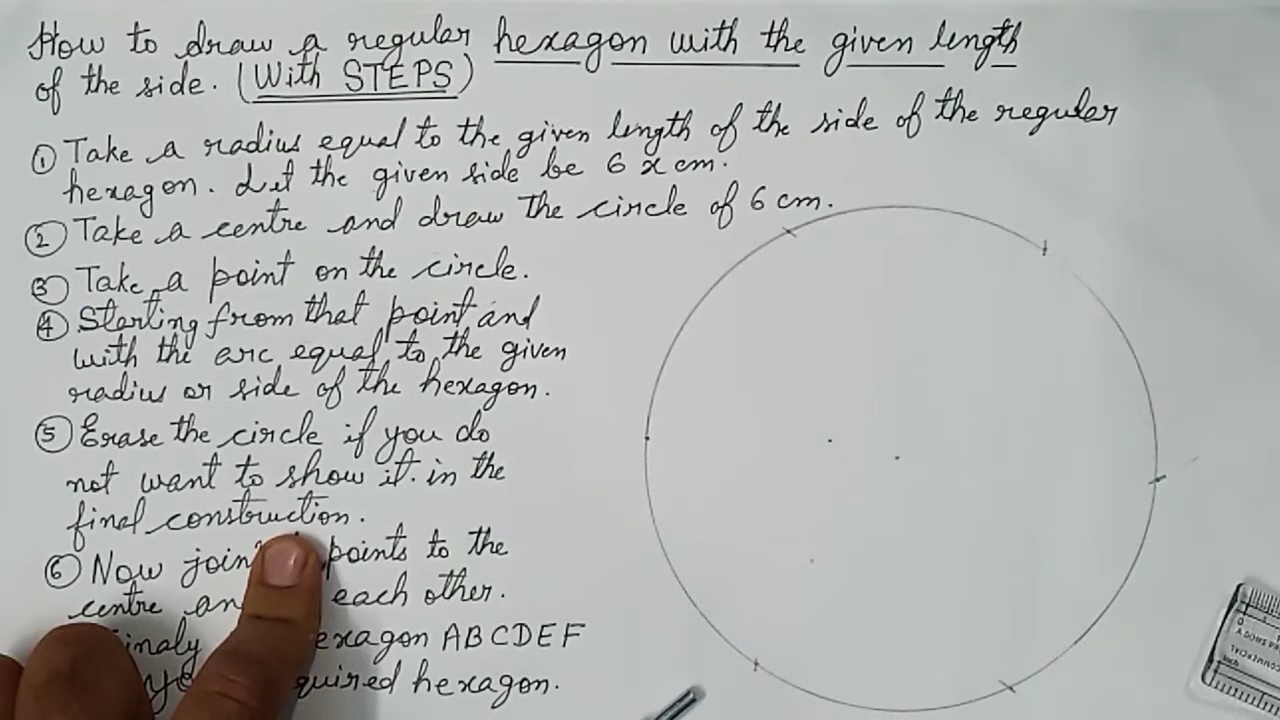 How to draw a regular hexagon with the given length
of the side. (With STEPS)
① Take a radius equal to the given length of the side of the regular
hexagon. Let the given side be 6 x cm.
② Take a centre and draw the circle of 6 cm.
③ Take a point on the circle.
④ Starting from that point and
with the arc equal to the given
radius or side of the hexagon.
⑤ Erase the circle if you do
not want to show it in the
final construction.
⑥ Now join points to the
centre each other.
hexagon ABCDEF
hexagon.